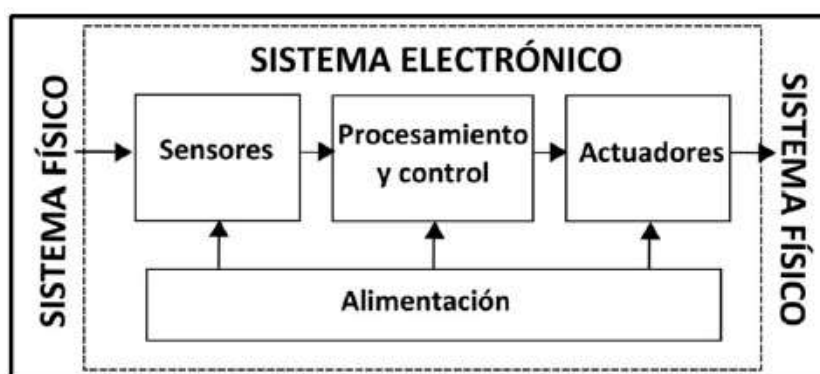 SISTEMA ELECTRÓNICO
SISTEMA FÍSICO
Sensores
Procesamiento
y control
Actuadores
SISTEMA FÍSICO
Alimentación